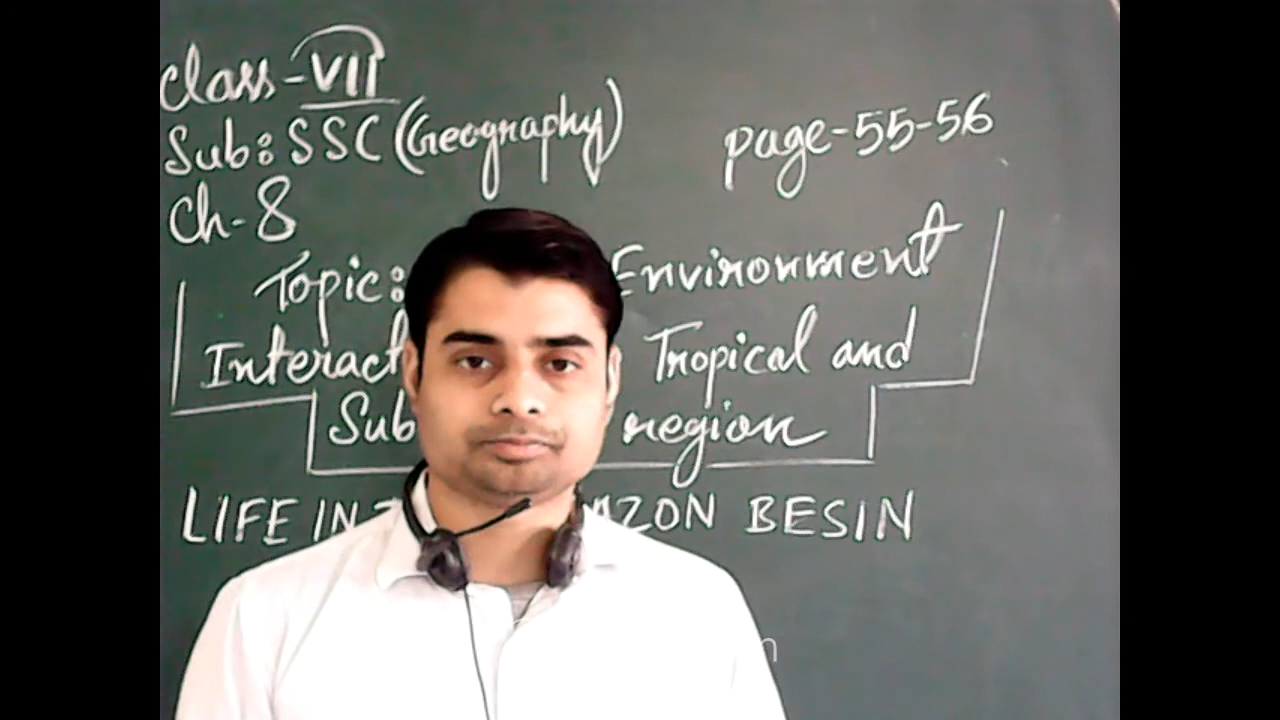 Class-VII
Sub: SSC (Geography)
page-55-56
Ch-8
Topic: Environment
Interact Tropical and
Sub region
LIFE IN AZON BESIN